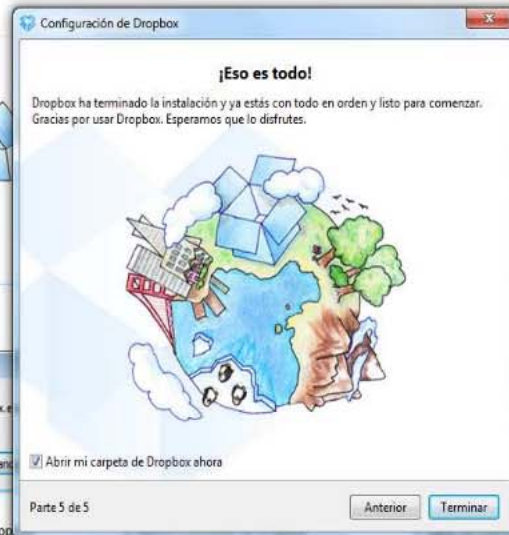 Configuración de Dropbox
¡Eso es todo!
Dropbox ha terminado la instalación y ya estás con todo en orden y listo para comenzar.
Gracias por usar Dropbox. Esperamos que lo disfrutes.
Abrir mi carpeta de Dropbox ahora
Parte 5 de 5
Anterior
Terminar